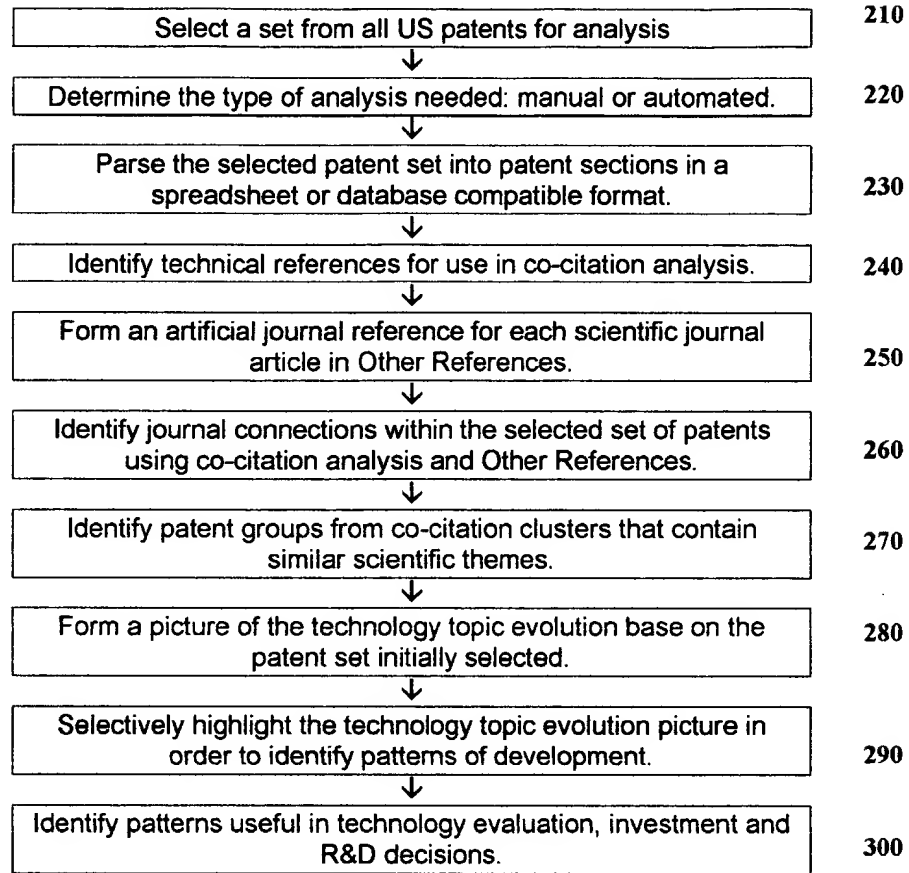 Select a set from all US patents for analysis
210
Determine the type of analysis needed: manual or automated.
220
Parse the selected patent set into patent sections in a
spreadsheet or database compatible format.
230
Identify technical references for use in co-citation analysis.
240
Form an artificial journal reference for each scientific journal
article in Other References.
250
Identify journal connections within the selected set of patents
using co-citation analysis and Other References.
260
Identify patent groups from co-citation clusters that contain
similar scientific themes.
270
Form a picture of the technology topic evolution base on the
patent set initially selected.
280
Selectively highlight the technology topic evolution picture in
order to identify patterns of development.
290
Identify patterns useful in technology evaluation, investment and
R&D decisions.
300